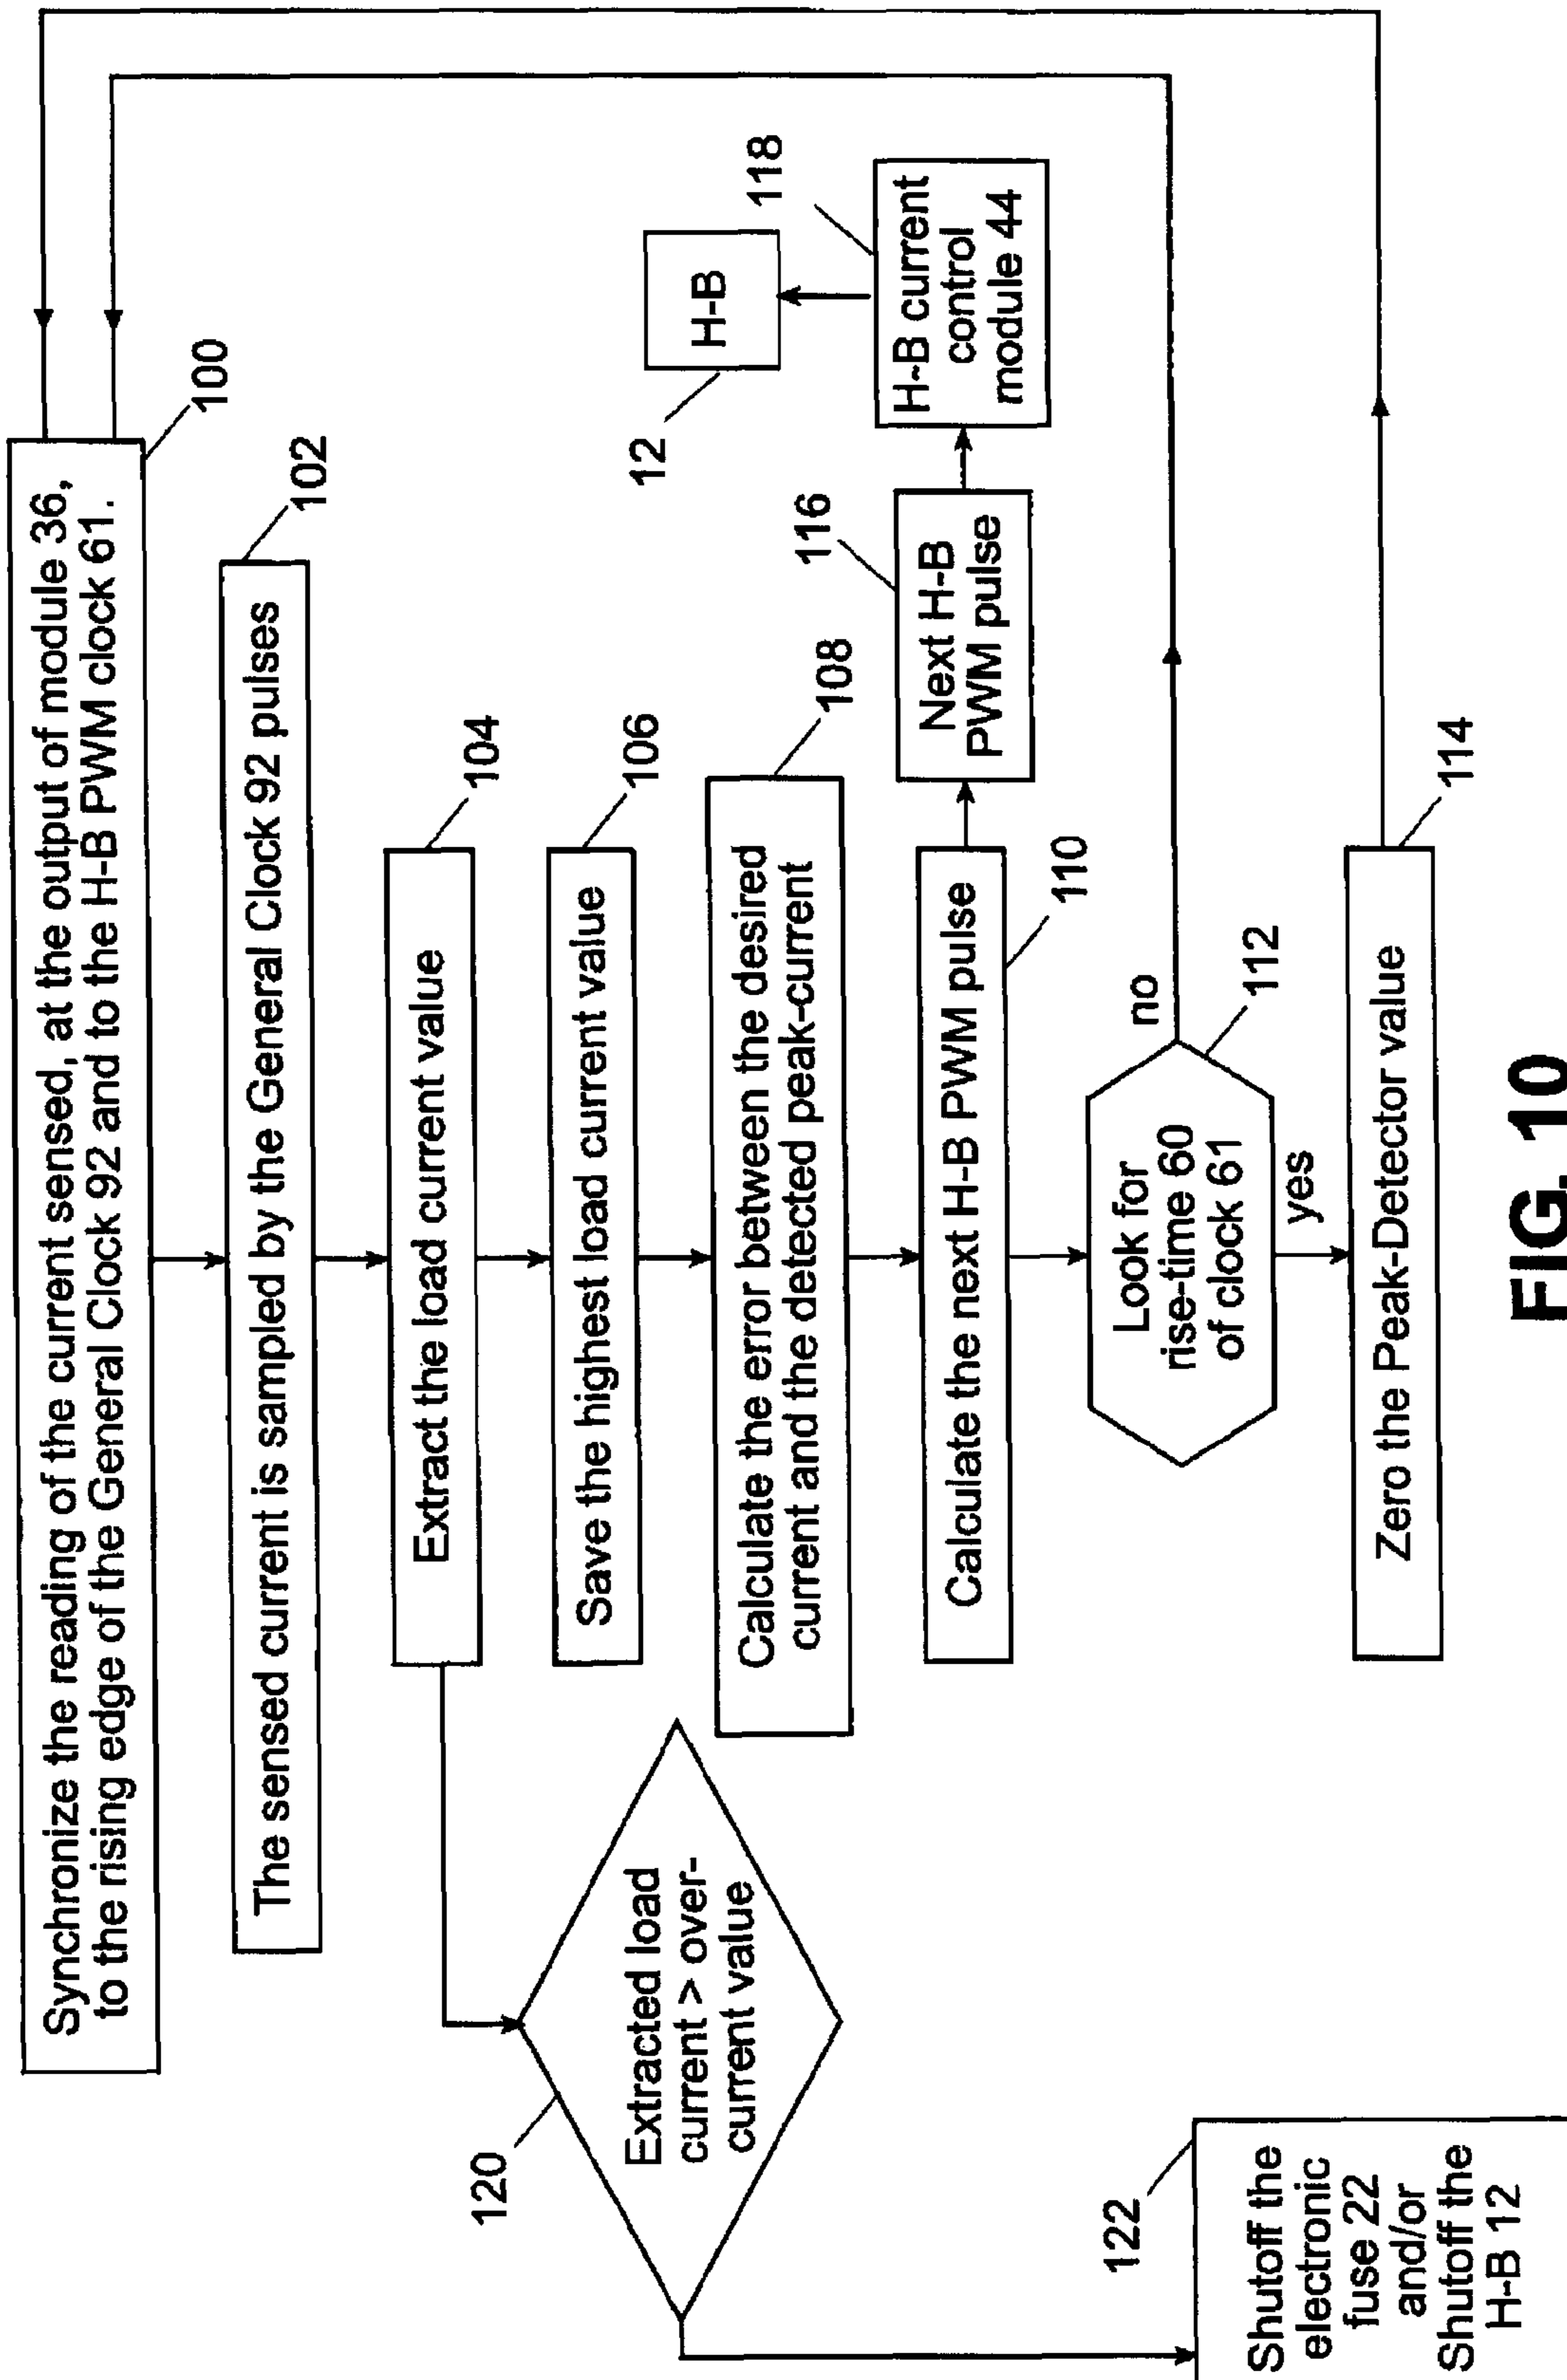 Synchronize the reading of the current sensed, at the output of module 36,
to the rising edge of the General Clock 92 and to the H-B PWM clock 61.
100
The sensed current is sampled by the General Clock 92 pulses
102
Extract the load current value
104
Save the highest load current value
106
Calculate the error between the desired
current and the detected peak-current
108
Calculate the next H-B PWM pulse
110
Next H-B
PWM pulse
116
H-B current
control
module 44
118
H-B
12
Look for
rise-time 60
of clock 61
112
no
yes
Zero the Peak-Detector value
114
Extracted load
current > over-
current value
120
Shutoff the
electronic
fuse 22
and/or
Shutoff the
H-B 12
122
FIG. 10